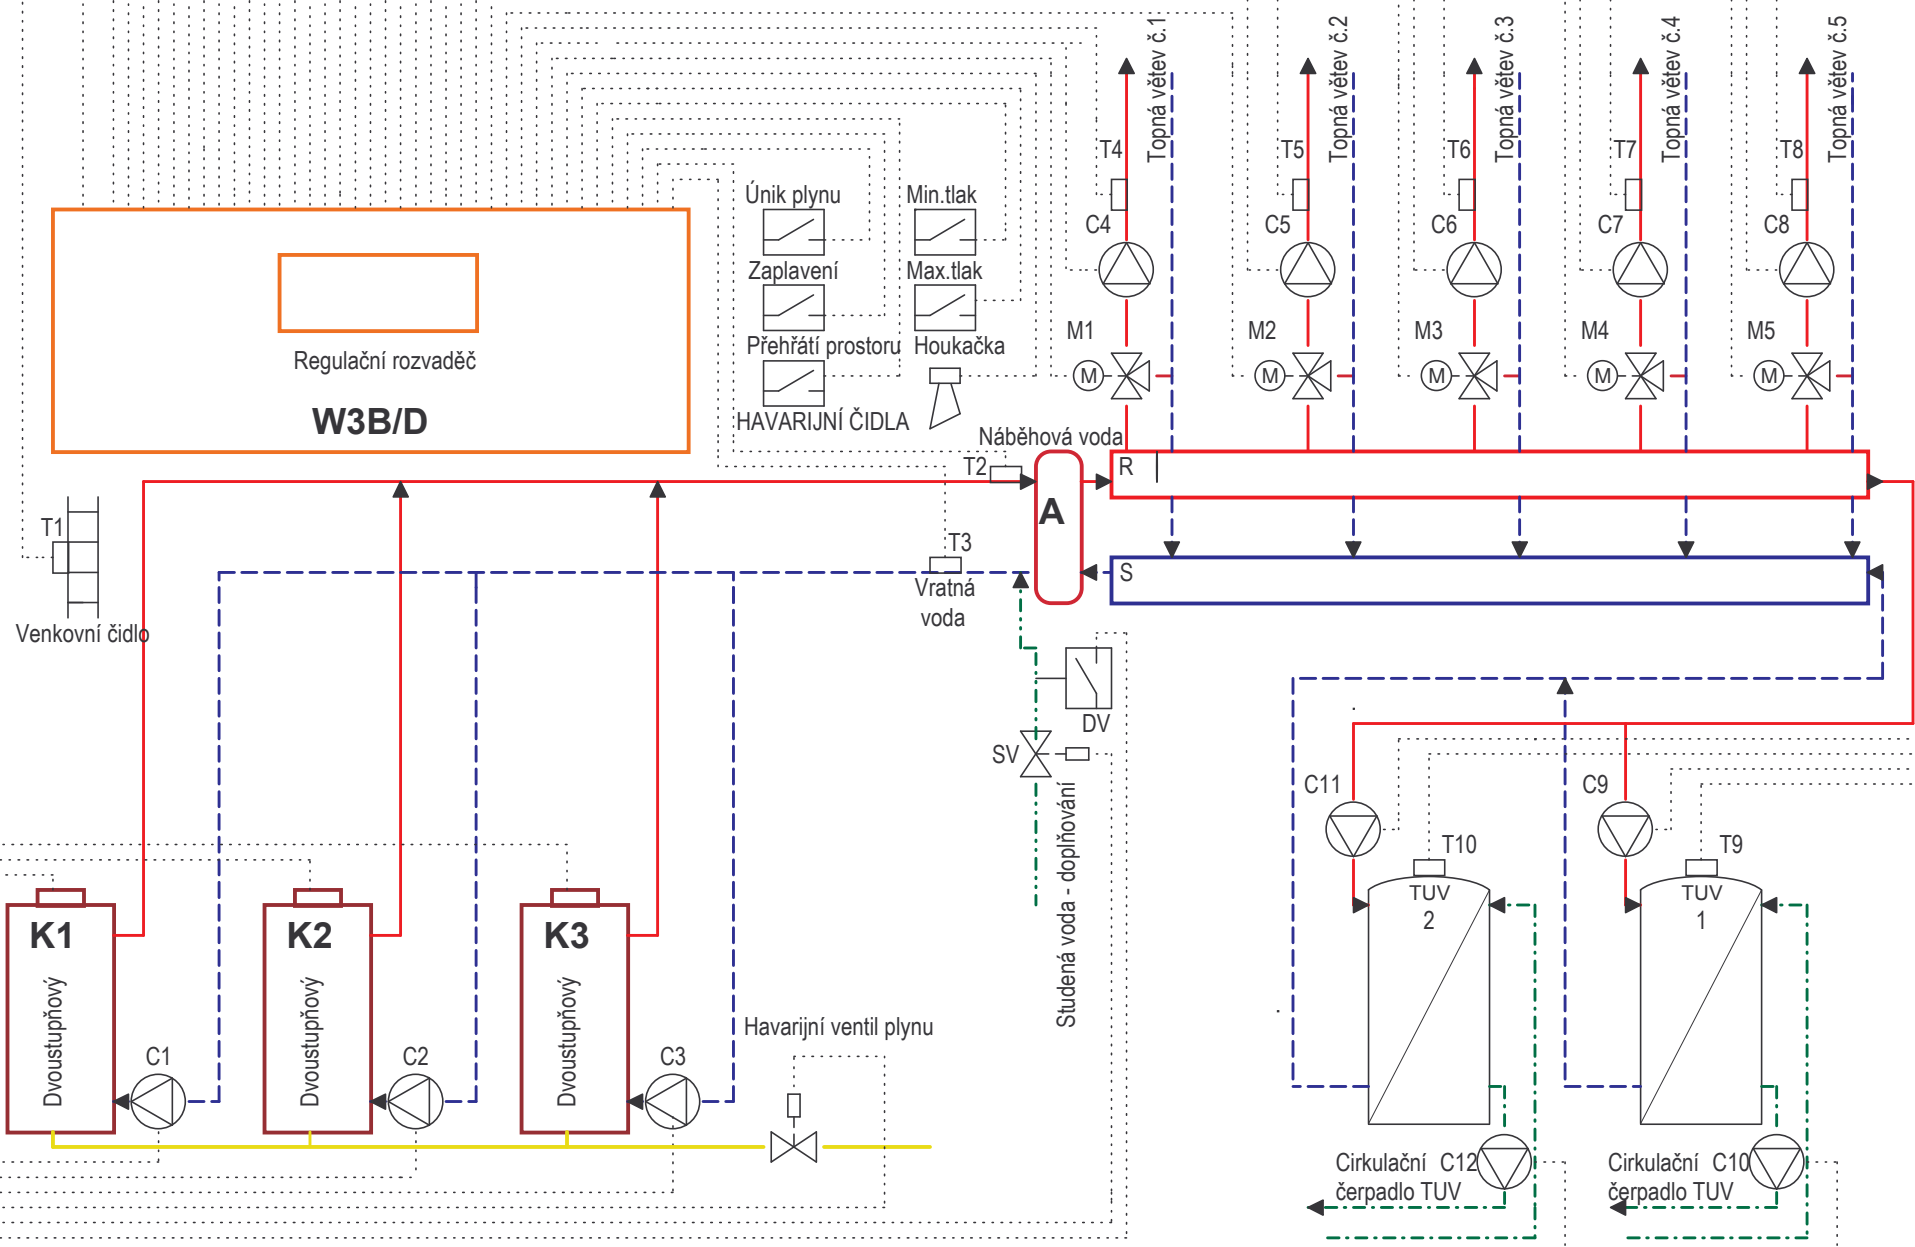 Topná větev č.1
Topná větev č.2
Topná větev č.3
Topná větev č.4
Topná větev č.5
T4
T5
T6
T7
T8
C4
C5
C6
C7
C8
M1
M2
M3
M4
M5
M
M
M
M
M
Únik plynu
Min.tlak
Zaplavení
Max.tlak
Přehřátí prostoru
Houkačka
HAVARIJNÍ ČIDLA
Regulační rozvaděč
W3B/D
Náběhová voda
T2
A
R
S
T1
Venkovní čidlo
T3
Vratná
voda
DV
SV
Studená voda - doplňování
C11
C9
T10
T9
TUV
2
TUV
1
K1
K2
K3
Dvoustupňový
Dvoustupňový
Dvoustupňový
C1
C2
C3
Havarijní ventil plynu
Cirkulační C12
čerpadlo TUV
Cirkulační C10
čerpadlo TUV